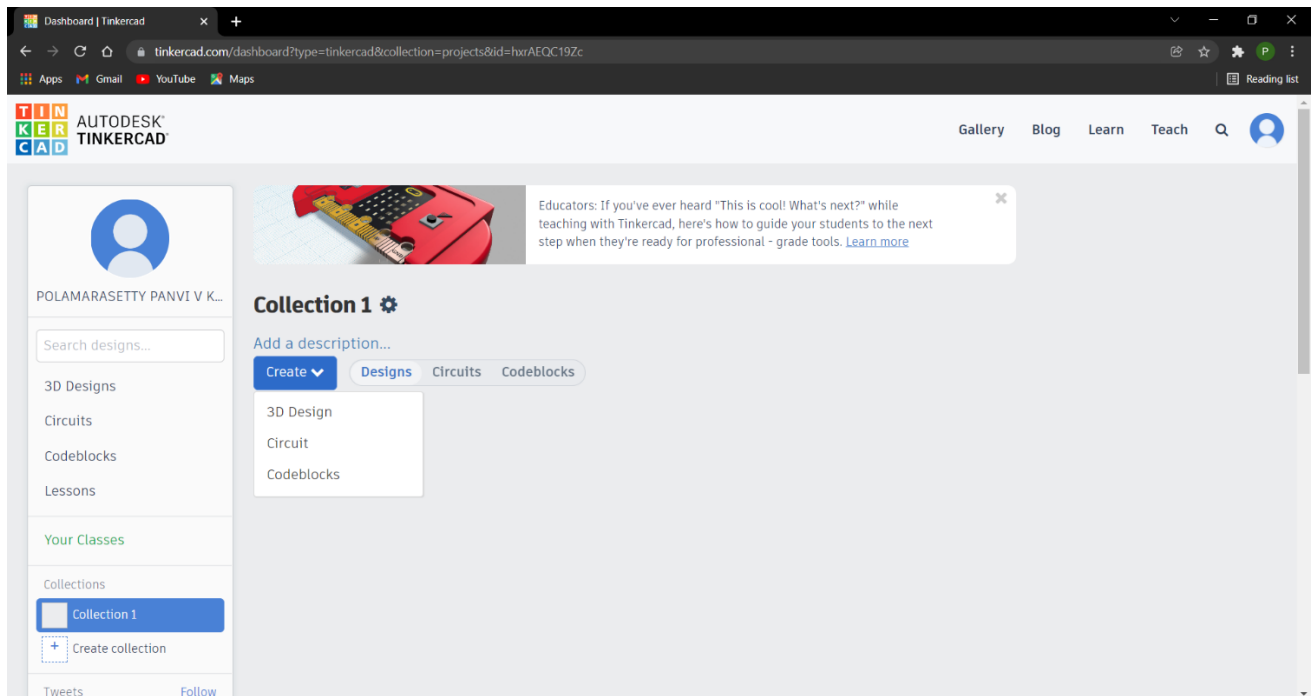 Dashboard | Tinkercad
tinkercad.com/dashboard?type=tinkercad&collection=projects&id=hxrAEQC19Zc
P
Apps Gmail YouTube Maps
Reading list
TIN
KER
CAD
AUTODESK®
TINKERCAD®
Gallery Blog Learn Teach
POLAMARASETTY PANVI V K...
Search designs...
3D Designs
Circuits
Codeblocks
Lessons
Your Classes
Collections
Collection 1
+ Create collection
Tweets Follow
Educators: If you've ever heard "This is cool! What's next?" while
teaching with Tinkercad, here's how to guide your students to the next
step when they're ready for professional - grade tools. Learn more
Collection 1
Add a description...
Create Designs Circuits Codeblocks
3D Design
Circuit
Codeblocks